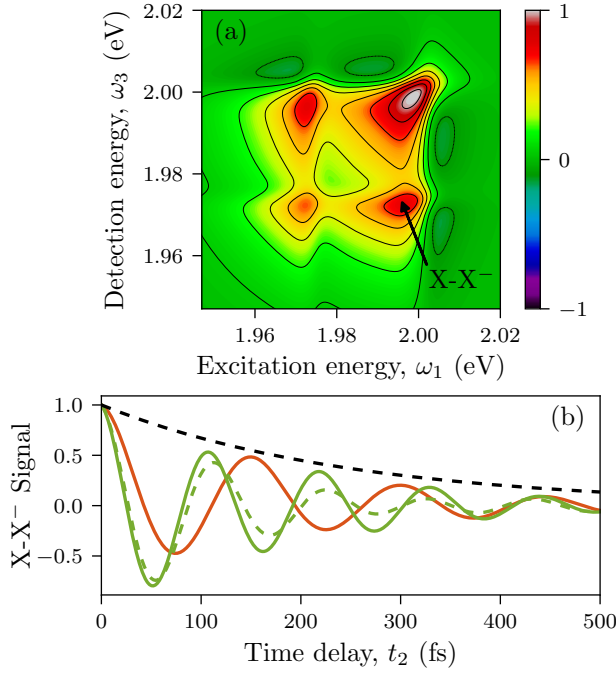 (a)
Detection energy, ω₃ (eV)
2.00
1.98
1.96
X-X⁻
1.96 1.98 2.00 2.02
Excitation energy, ω₁ (eV)
1
0
−1
(b)
X-X⁻ Signal
1.0
0.5
0.0
−0.5
0 100 200 300 400 500
Time delay, t₂ (fs)